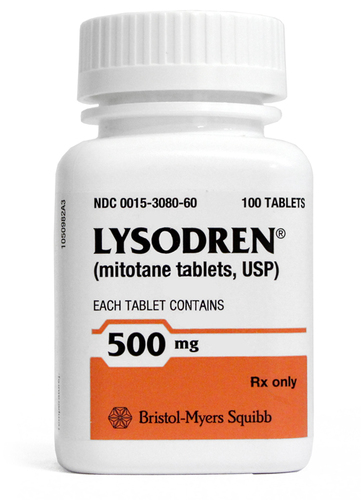 NDC 0015-3080-60 100 TABLETS
LYSODREN®
(mitotane tablets, USP)
EACH TABLET CONTAINS
500 mg
Rx only
Bristol-Myers Squibb
1050982A3